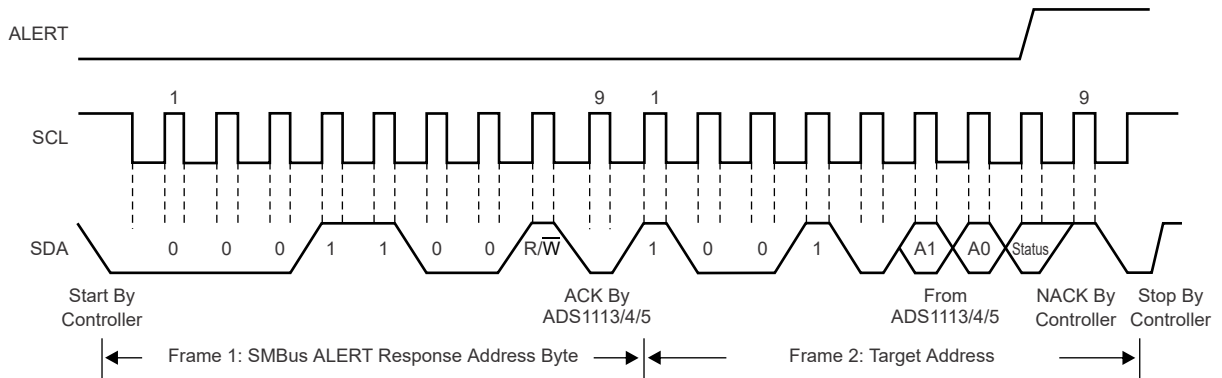 ALERT
1 9 1 9
SCL
SDA
0 0 0 1 1 0 0 R/W 1 0 0 1 A1 A0 Status
Start By
Controller
ACK By
ADS1113/4/5
From
ADS1113/4/5
NACK By
Controller
Stop By
Controller
Frame 1: SMBus ALERT Response Address Byte
Frame 2: Target Address